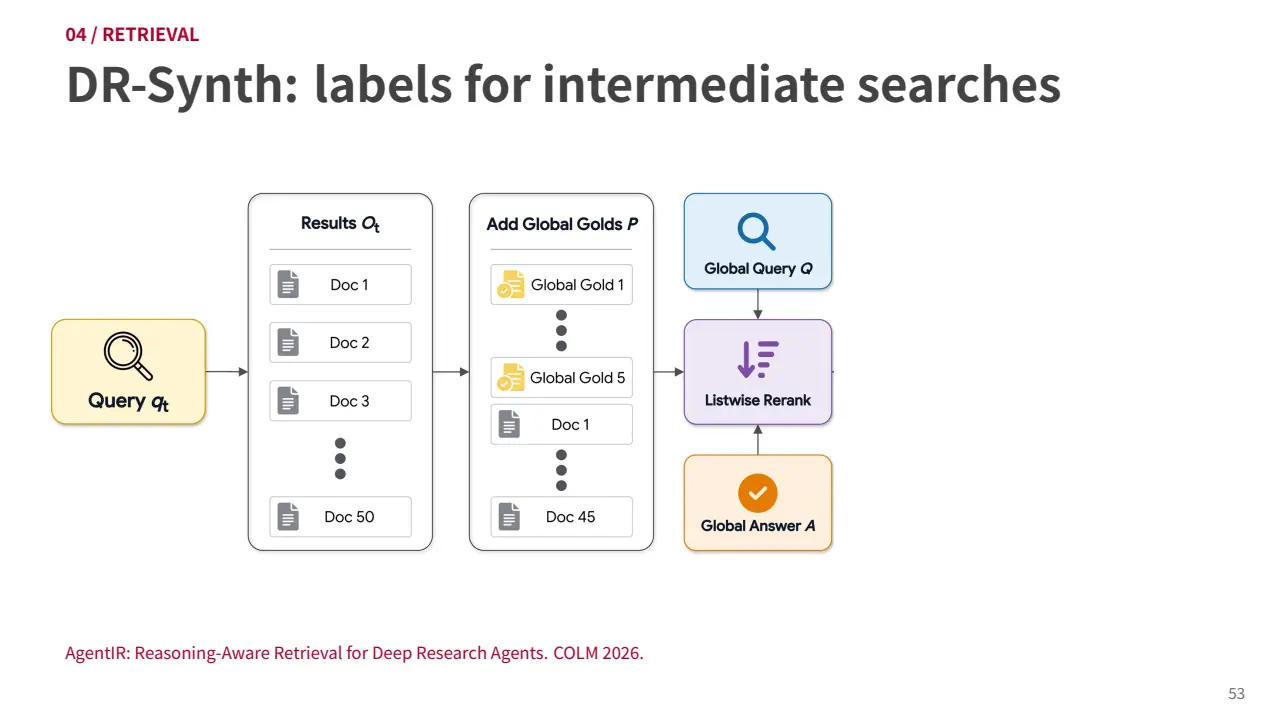 04 / RETRIEVAL
DR-Synth: labels for intermediate searches
Query qt
Results Ot
Doc 1
Doc 2
Doc 3
Doc 50
Add Global Golds P
Global Gold 1
Global Gold 5
Doc 1
Doc 45
Global Query Q
Listwise Rerank
Global Answer A
AgentIR: Reasoning-Aware Retrieval for Deep Research Agents. COLM 2026.
53